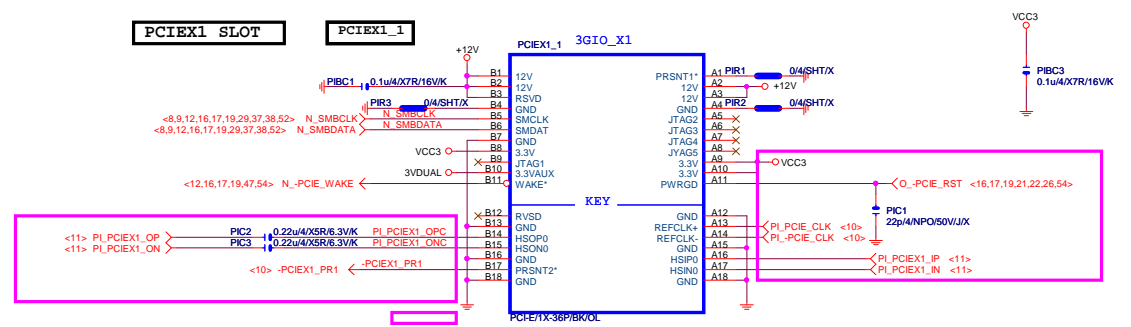 PCIEX1 SLOT
PCIEX1_1
PCIEX1_1
3GIO_X1
VCC3
PIBC3
0.1u/4/X7R/16V/K
+12V
PIBC1
0.1u/4/X7R/16V/K
PIR3
0/4/SHT/X
<8,9,12,16,17,19,29,37,38,52> N_SMBCLK
N_SMBCLK
<8,9,12,16,17,19,29,37,38,52> N_SMBDATA
N_SMBDATA
VCC3
3VDUAL
<12,16,17,19,47,54> N_-PCIE_WAKE
B1 12V
B2 12V
B3 RSVD
B4 GND
B5 SMCLK
B6 SMDAT
B7 GND
B8 3.3V
B9 JTAG1
B10 3.3VAUX
B11 WAKE*
KEY
B12 RVSD
B13 GND
B14 HSOP0
B15 HSON0
B16 GND
B17 PRSNT2*
B18 GND
<11> PI_PCIEX1_OP
PIC2
0.22u/4/X5R/6.3V/K
PI_PCIEX1_OPC
<11> PI_PCIEX1_ON
PIC3
0.22u/4/X5R/6.3V/K
PI_PCIEX1_ONC
<10> -PCIEX1_PR1
-PCIEX1_PR1
PRSNT1* A1
12V A2
12V A3
GND A4
JTAG2 A5
JTAG3 A6
JTAG4 A7
JYAG5 A8
3.3V A9
3.3V A10
PWRGD A11
GND A12
REFCLK+ A13
REFCLK- A14
GND A15
HSIP0 A16
HSIN0 A17
GND A18
PIR1
0/4/SHT/X
+12V
PIR2
0/4/SHT/X
VCC3
O_-PCIE_RST <16,17,19,21,22,26,54>
PIC1
22p/4/NPO/50V/J/X
PI_PCIE_CLK <10>
PI_-PCIE_CLK <10>
PI_PCIEX1_IP <11>
PI_PCIEX1_IN <11>
PCI-E/1X-36P/BK/OL